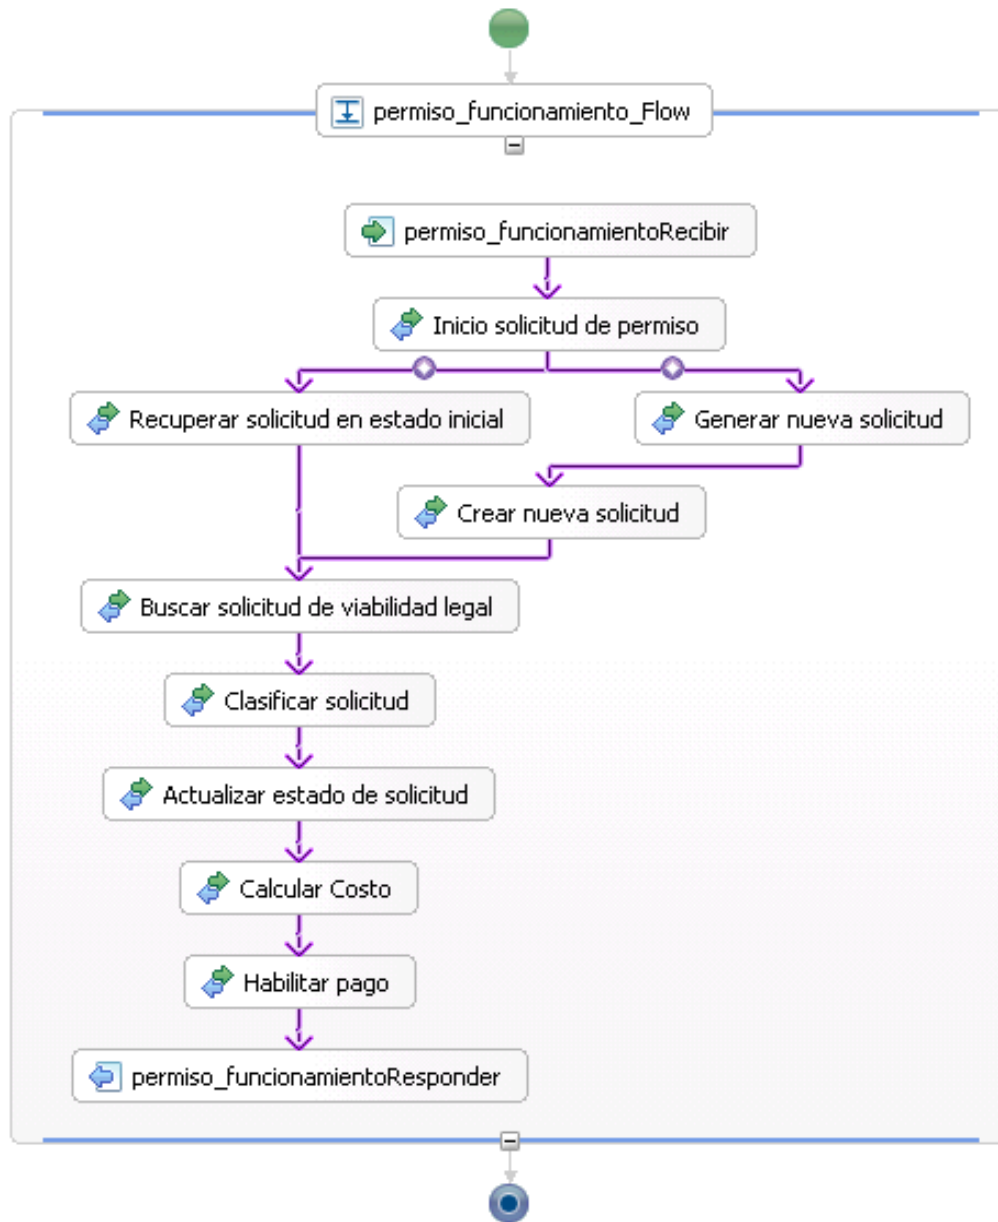 permiso_funcionamiento_Flow
permiso_funcionamientoRecibir
Inicio solicitud de permiso
Recuperar solicitud en estado inicial
Generar nueva solicitud
Crear nueva solicitud
Buscar solicitud de viabilidad legal
Clasificar solicitud
Actualizar estado de solicitud
Calcular Costo
Habilitar pago
permiso_funcionamientoResponder